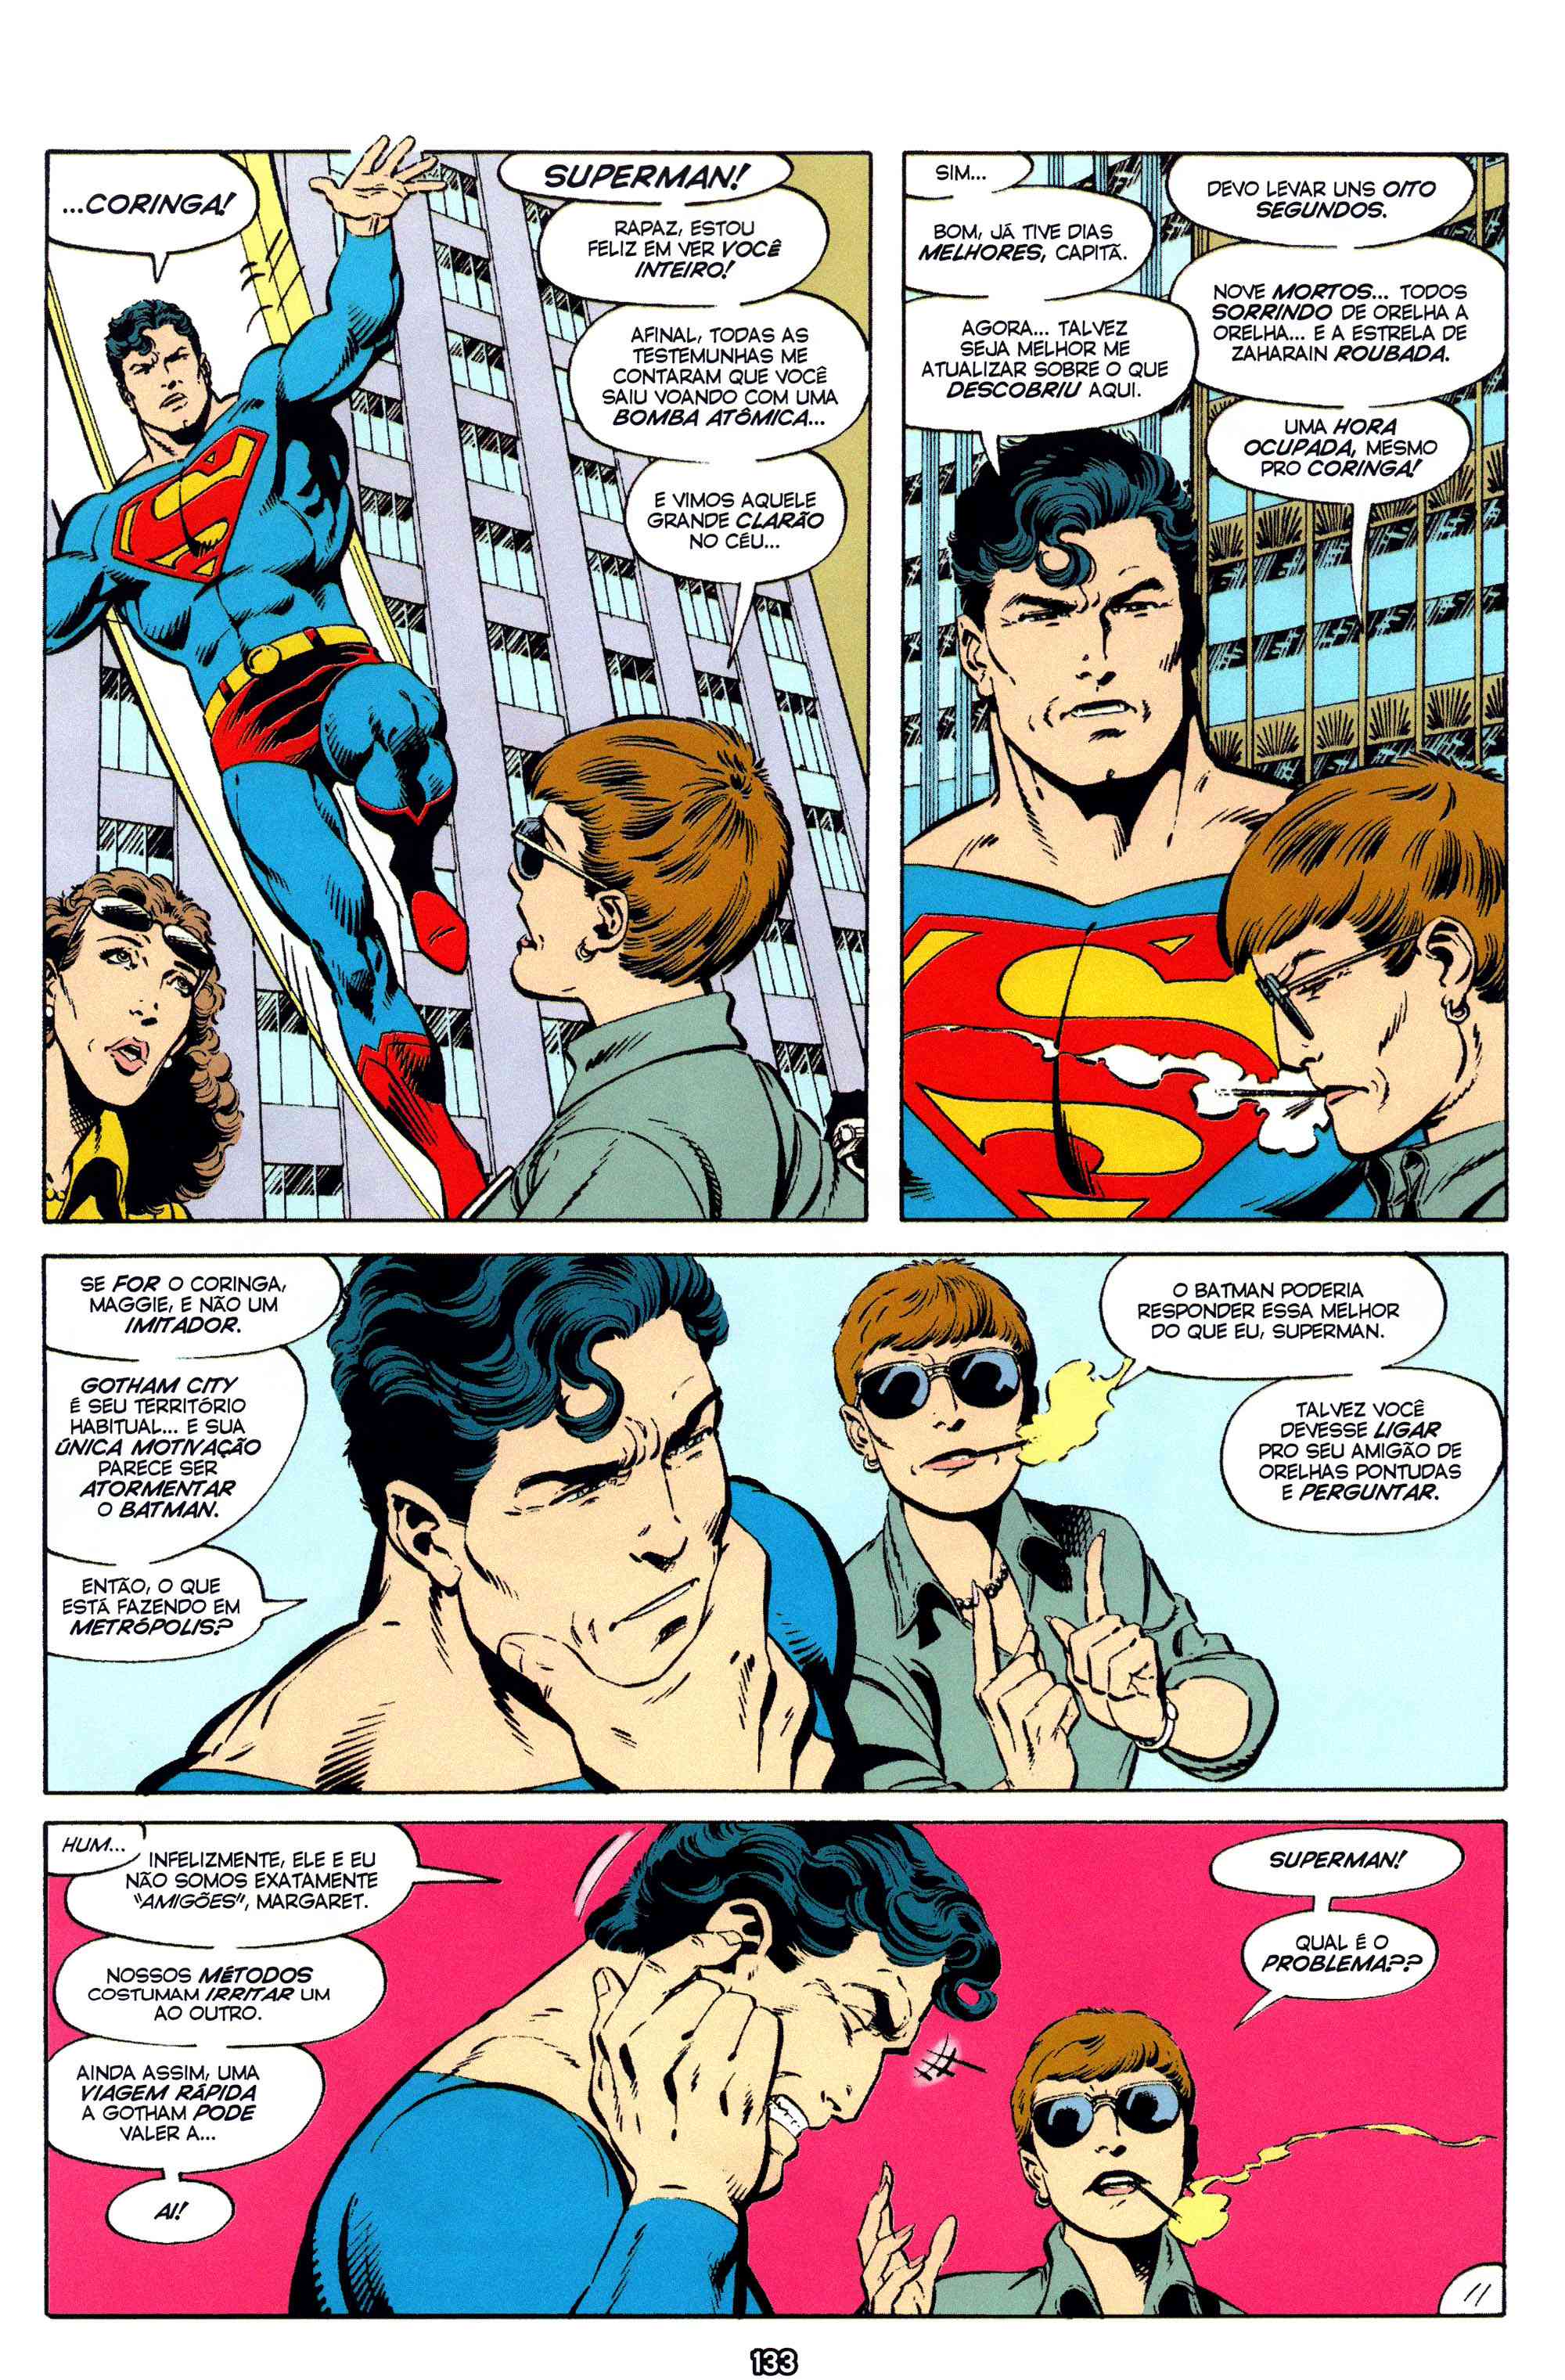 ...CORINGA!
SUPERMAN!
RAPAZ, ESTOU
FELIZ EM VER VOCÊ
INTEIRO!
AFINAL, TODAS AS
TESTEMUNHAS ME
CONTARAM QUE VOCÊ
SAIU VOANDO COM UMA
BOMBA ATÔMICA...
E VIMOS AQUELE
GRANDE CLARÃO
NO CÉU...
SIM...
BOM, JÁ TIVE DIAS
MELHORES, CAPITÃ.
AGORA... TALVEZ
SEJA MELHOR ME
ATUALIZAR SOBRE O QUE
DESCOBRIU AQUI.
DEVO LEVAR UNS OITO
SEGUNDOS.
NOVE MORTOS... TODOS
SORRINDO DE ORELHA A
ORELHA... E A ESTRELA DE
ZAHARAIN ROUBADA.
UMA HORA
OCUPADA, MESMO
PRO CORINGA!
SE FOR O CORINGA,
MAGGIE, E NÃO UM
IMITADOR.
GOTHAM CITY
É SEU TERRITÓRIO
HABITUAL... E SUA
ÚNICA MOTIVAÇÃO
PARECE SER
ATORMENTAR
O BATMAN.
ENTÃO, O QUE
ESTÁ FAZENDO EM
METRÓPOLIS?
O BATMAN PODERIA
RESPONDER ESSA MELHOR
DO QUE EU, SUPERMAN.
TALVEZ VOCÊ
DEVESSE LIGAR
PRO SEU AMIGÃO DE
ORELHAS PONTUDAS
E PERGUNTAR.
HUM...
INFELIZMENTE, ELE E EU
NÃO SOMOS EXATAMENTE
"AMIGÕES", MARGARET.
NOSSOS MÉTODOS
COSTUMAM IRRITAR UM
AO OUTRO.
AINDA ASSIM, UMA
VIAGEM RÁPIDA
A GOTHAM PODE
VALER A...
AI!
SUPERMAN!
QUAL É O
PROBLEMA??
11
133